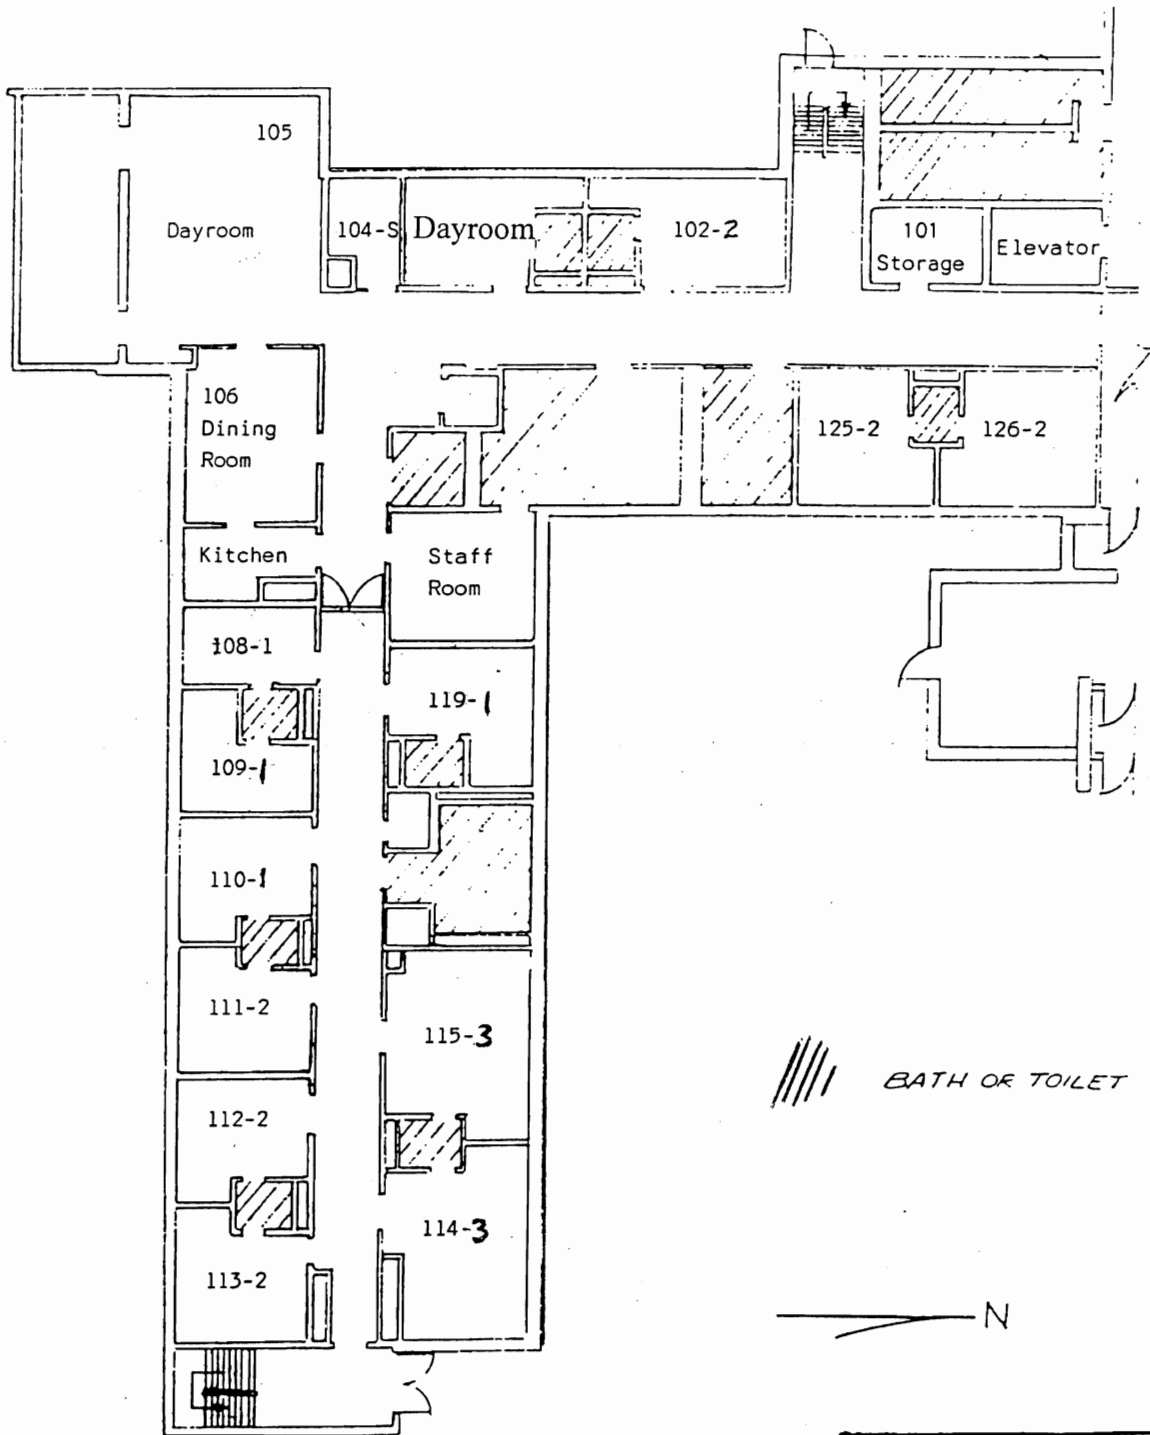 105
Dayroom
104-S
Dayroom
102-2
101
Storage
Elevator
106
Dining
Room
125-2
126-2
Kitchen
Staff
Room
108-1
119-1
109-1
110-1
111-2
115-3
BATH OR TOILET
112-2
114-3
113-2
N